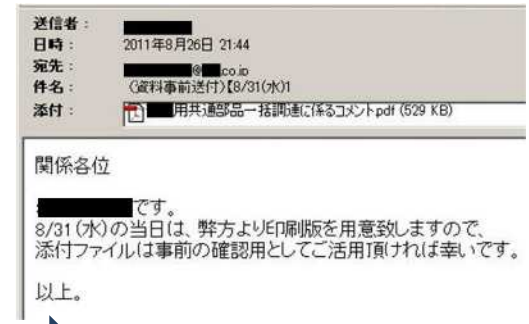 送信者：
日時： 2011年8月26日 21:44
宛先： @ .co.jp
件名： (資料事前送付)【8/31(水)1
添付： 用共通部品一括調達に係るコメントpdf (529 KB)
関係各位
です。
8/31(水)の当日は、弊方より印刷版を用意致しますので、
添付ファイルは事前の確認用としてご活用頂ければ幸いです。
以上。